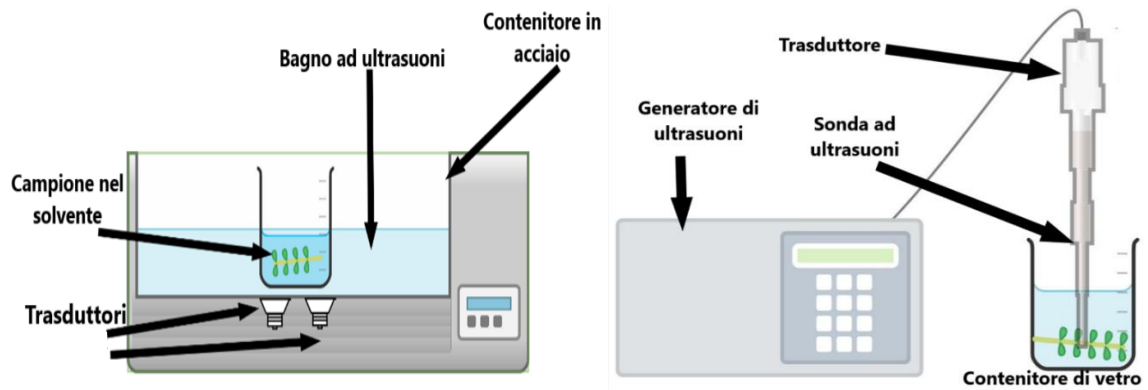 Contenitore in
acciaio
Bagno ad ultrasuoni
Campione nel
solvente
Trasduttori
Trasduttore
Generatore di
ultrasuoni
Sonda ad
ultrasuoni
Contenitore di vetro